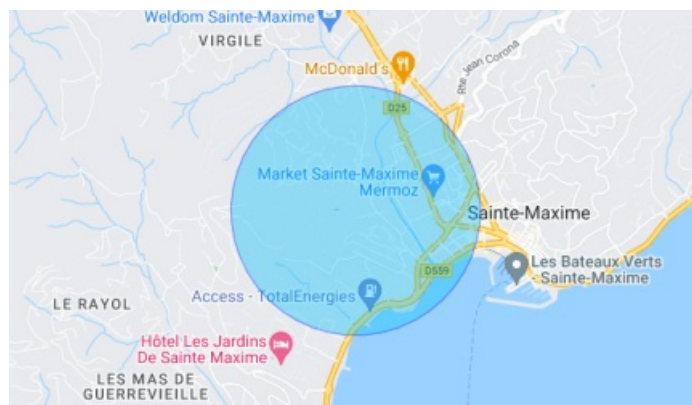 Weldom Sainte-Maxime
VIRGILE
McDonald's
Rte Jean Corona
D25
Market Sainte-Maxime
Mermoz
Sainte-Maxime
Les Bateaux Verts
- Sainte-Maxime
D559
Access - TotalEnergies
LE RAYOL
Hôtel Les Jardins
De Sainte Maxime
LES MAS DE
GUERREVIEILLE